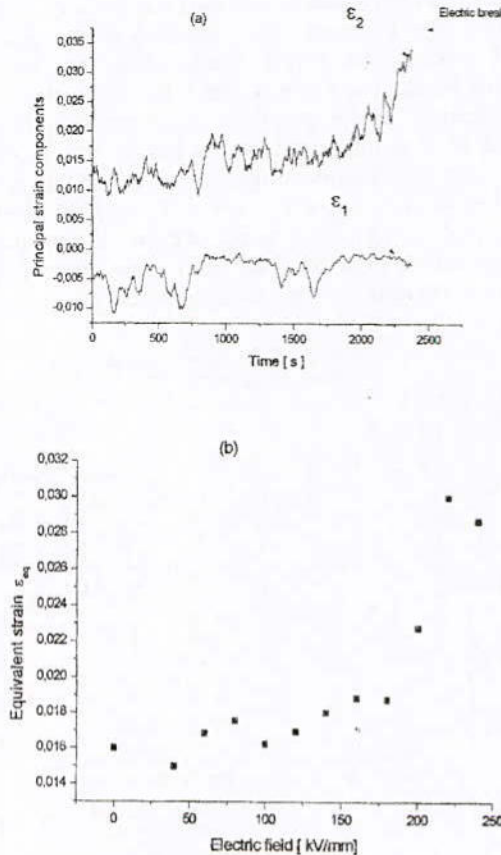 (a)
Electric break
ε2
0,035
0,030
0,025
0,020
0,015
0,010
0,005
0.000
-0,005
-0,010
Principal strain components
ε1
0 500 1000 1500 2000 2500
Time [ s ]
(b)
0,032
0,030
0,028
0,026
0,024
0,022
0,020
0,018
0,016
0,014
Equivalent strain εeq
0 50 100 150 200 250
Electric field [ kV/mm]